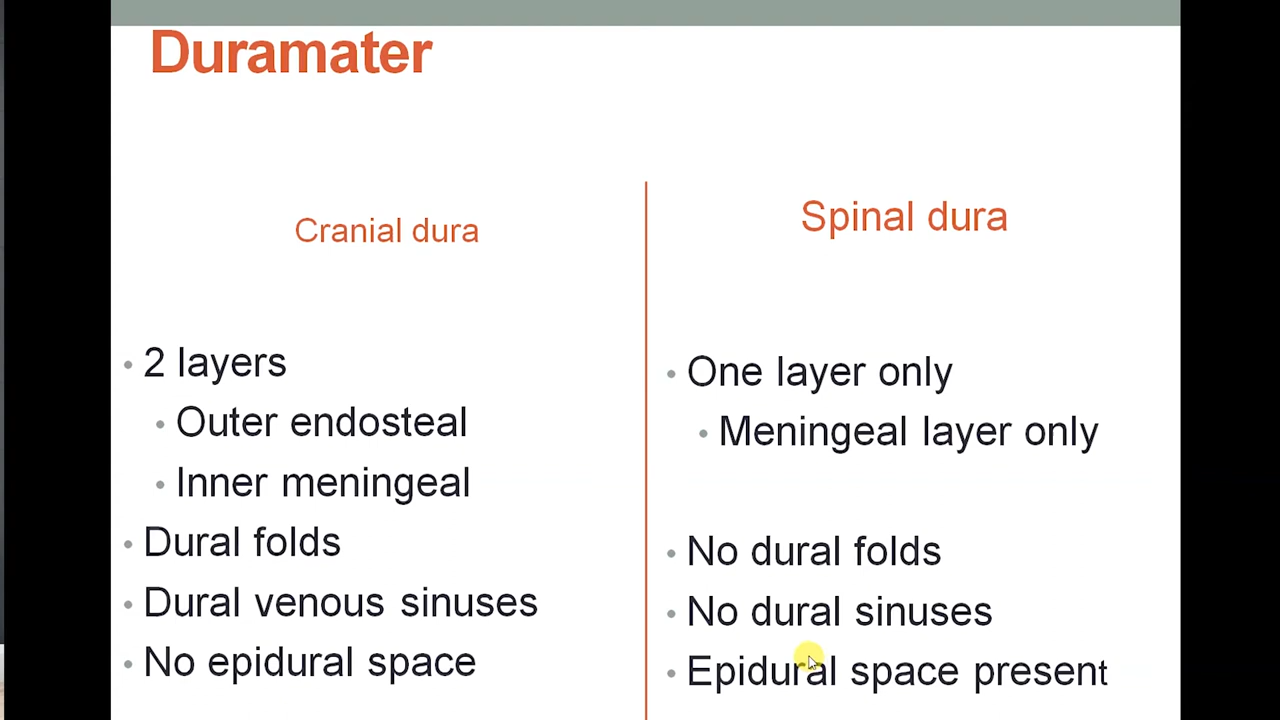 Duramater
Cranial dura
2 layers
Outer endosteal
Inner meningeal
Dural folds
Dural venous sinuses
No epidural space
Spinal dura
One layer only
Meningeal layer only
No dural folds
No dural sinuses
Epidural space present